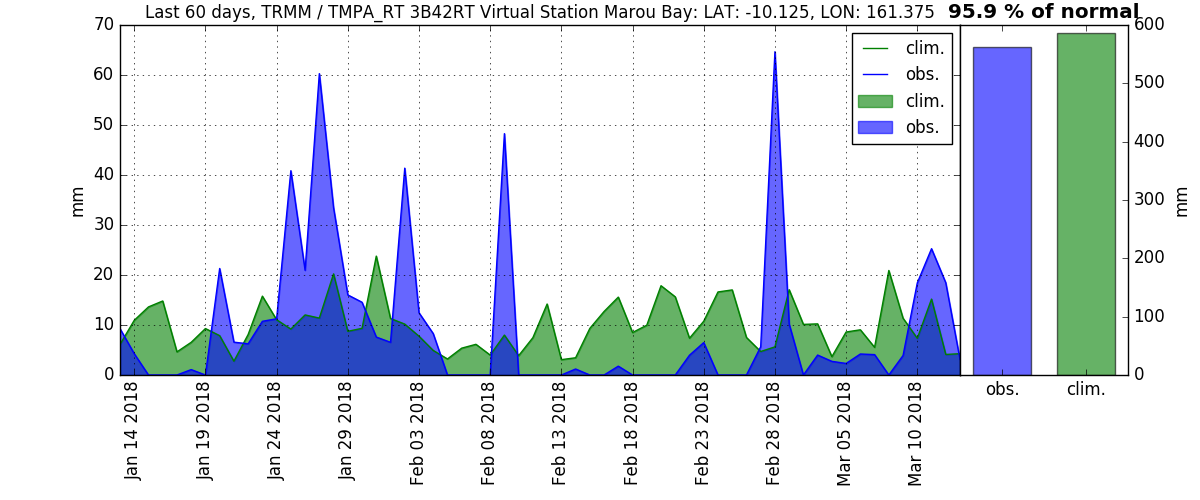 Last 60 days, TRMM / TMPA_RT 3B42RT Virtual Station Marou Bay: LAT: -10.125, LON: 161.375 95.9 % of normal
70
60
50
40
30
20
10
0
mm
clim.
obs.
clim.
obs.
Jan 14 2018
Jan 19 2018
Jan 24 2018
Jan 29 2018
Feb 03 2018
Feb 08 2018
Feb 13 2018
Feb 18 2018
Feb 23 2018
Feb 28 2018
Mar 05 2018
Mar 10 2018
600
500
400
300
200
100
0
mm
obs.
clim.